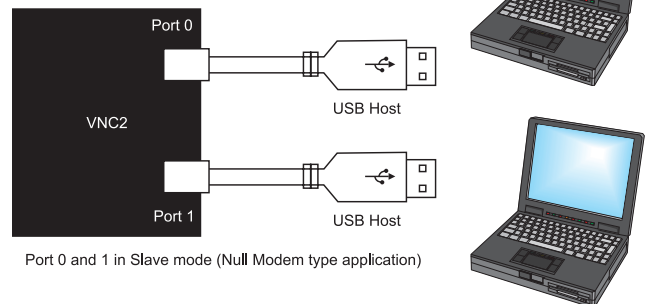 Port 0
USB Host
VNC2
Port 1
USB Host
Port 0 and 1 in Slave mode (Null Modem type application)